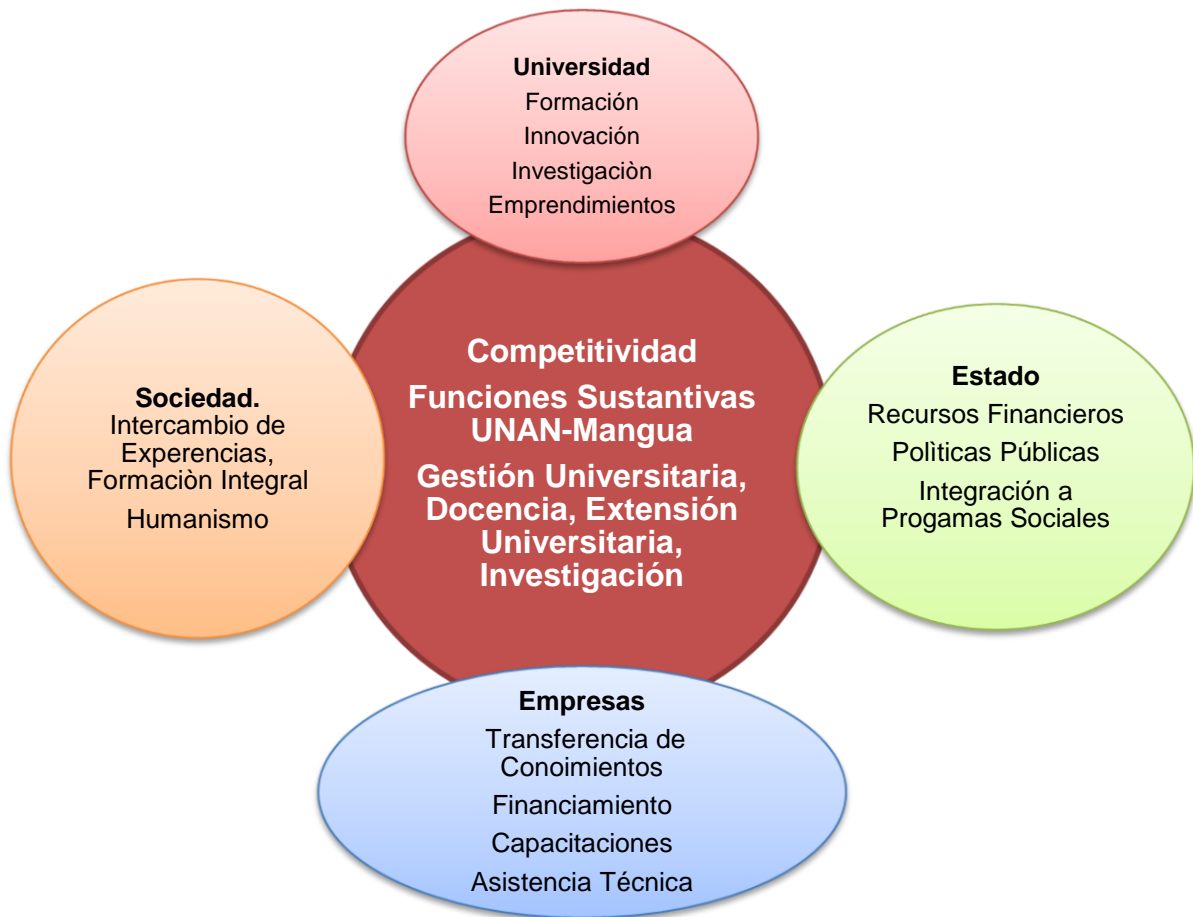 Universidad
Formación
Innovación
Investigaciòn
Emprendimientos
Competitividad
Funciones Sustantivas
UNAN-Mangua
Gestión Universitaria,
Docencia, Extensión
Universitaria,
Investigación
Sociedad.
Intercambio de
Experencias,
Formaciòn Integral
Humanismo
Estado
Recursos Financieros
Polìticas Públicas
Integración a
Progamas Sociales
Empresas
Transferencia de
Conoimientos
Financiamiento
Capacitaciones
Asistencia Técnica